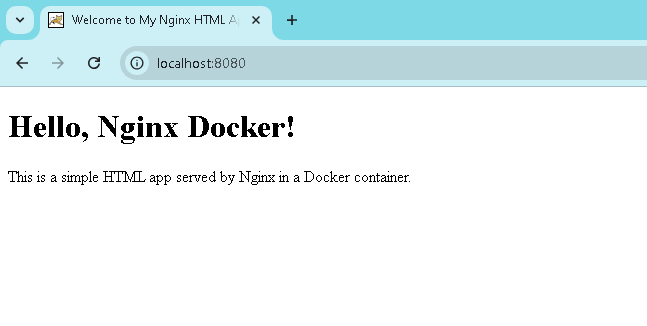 Welcome to My Nginx HTML A
localhost:8080
Hello, Nginx Docker!
This is a simple HTML app served by Nginx in a Docker container.